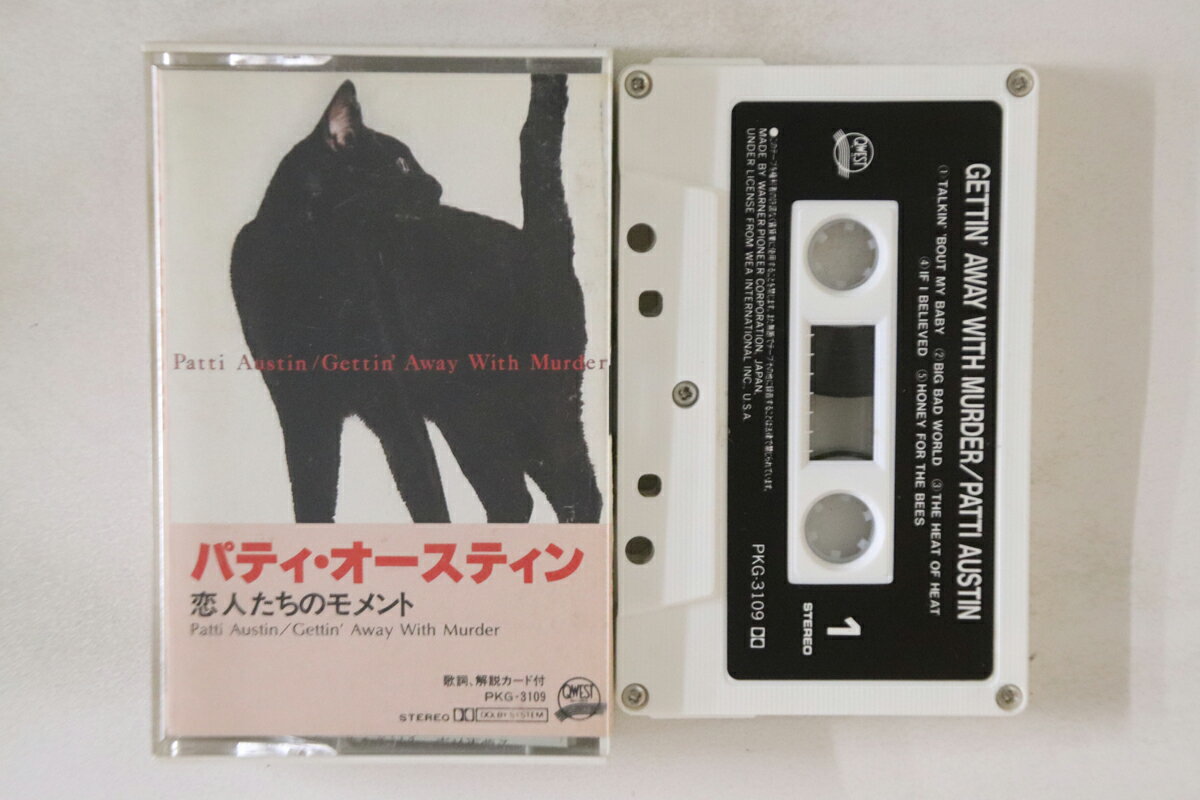 Patti Austin/Gettin' Away With Murder
パティ・オースティン
恋人たちのモメント
Patti Austin/Gettin' Away With Murder
歌詞、解説カード付
PKG-3109
STEREO DOLBY SYSTEM
QWEST
QWEST
GETTIN' AWAY WITH MURDER/PATTI AUSTIN
① TALKIN' 'BOUT MY BABY ② BIG BAD WORLD ③ THE HEAT OF HEAT
④ IF I BELIEVED ⑤ HONEY FOR THE BEES
1
STEREO
PKG-3109
MADE BY WARNER-PIONEER CORPORATION, JAPAN.
UNDER LICENSE FROM WEA INTERNATIONAL INC., U.S.A.